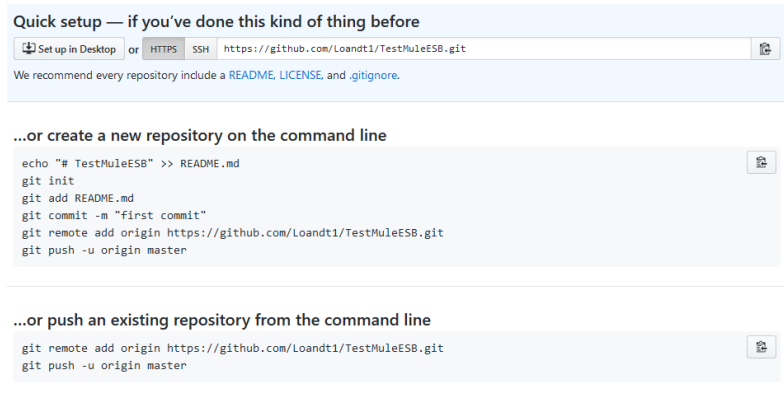 Quick setup — if you’ve done this kind of thing before
Set up in Desktop or HTTPS SSH https://github.com/Loandt1/TestMuleESB.git
We recommend every repository include a README, LICENSE, and .gitignore.
…or create a new repository on the command line
echo "# TestMuleESB" >> README.md
git init
git add README.md
git commit -m "first commit"
git remote add origin https://github.com/Loandt1/TestMuleESB.git
git push -u origin master
…or push an existing repository from the command line
git remote add origin https://github.com/Loandt1/TestMuleESB.git
git push -u origin master